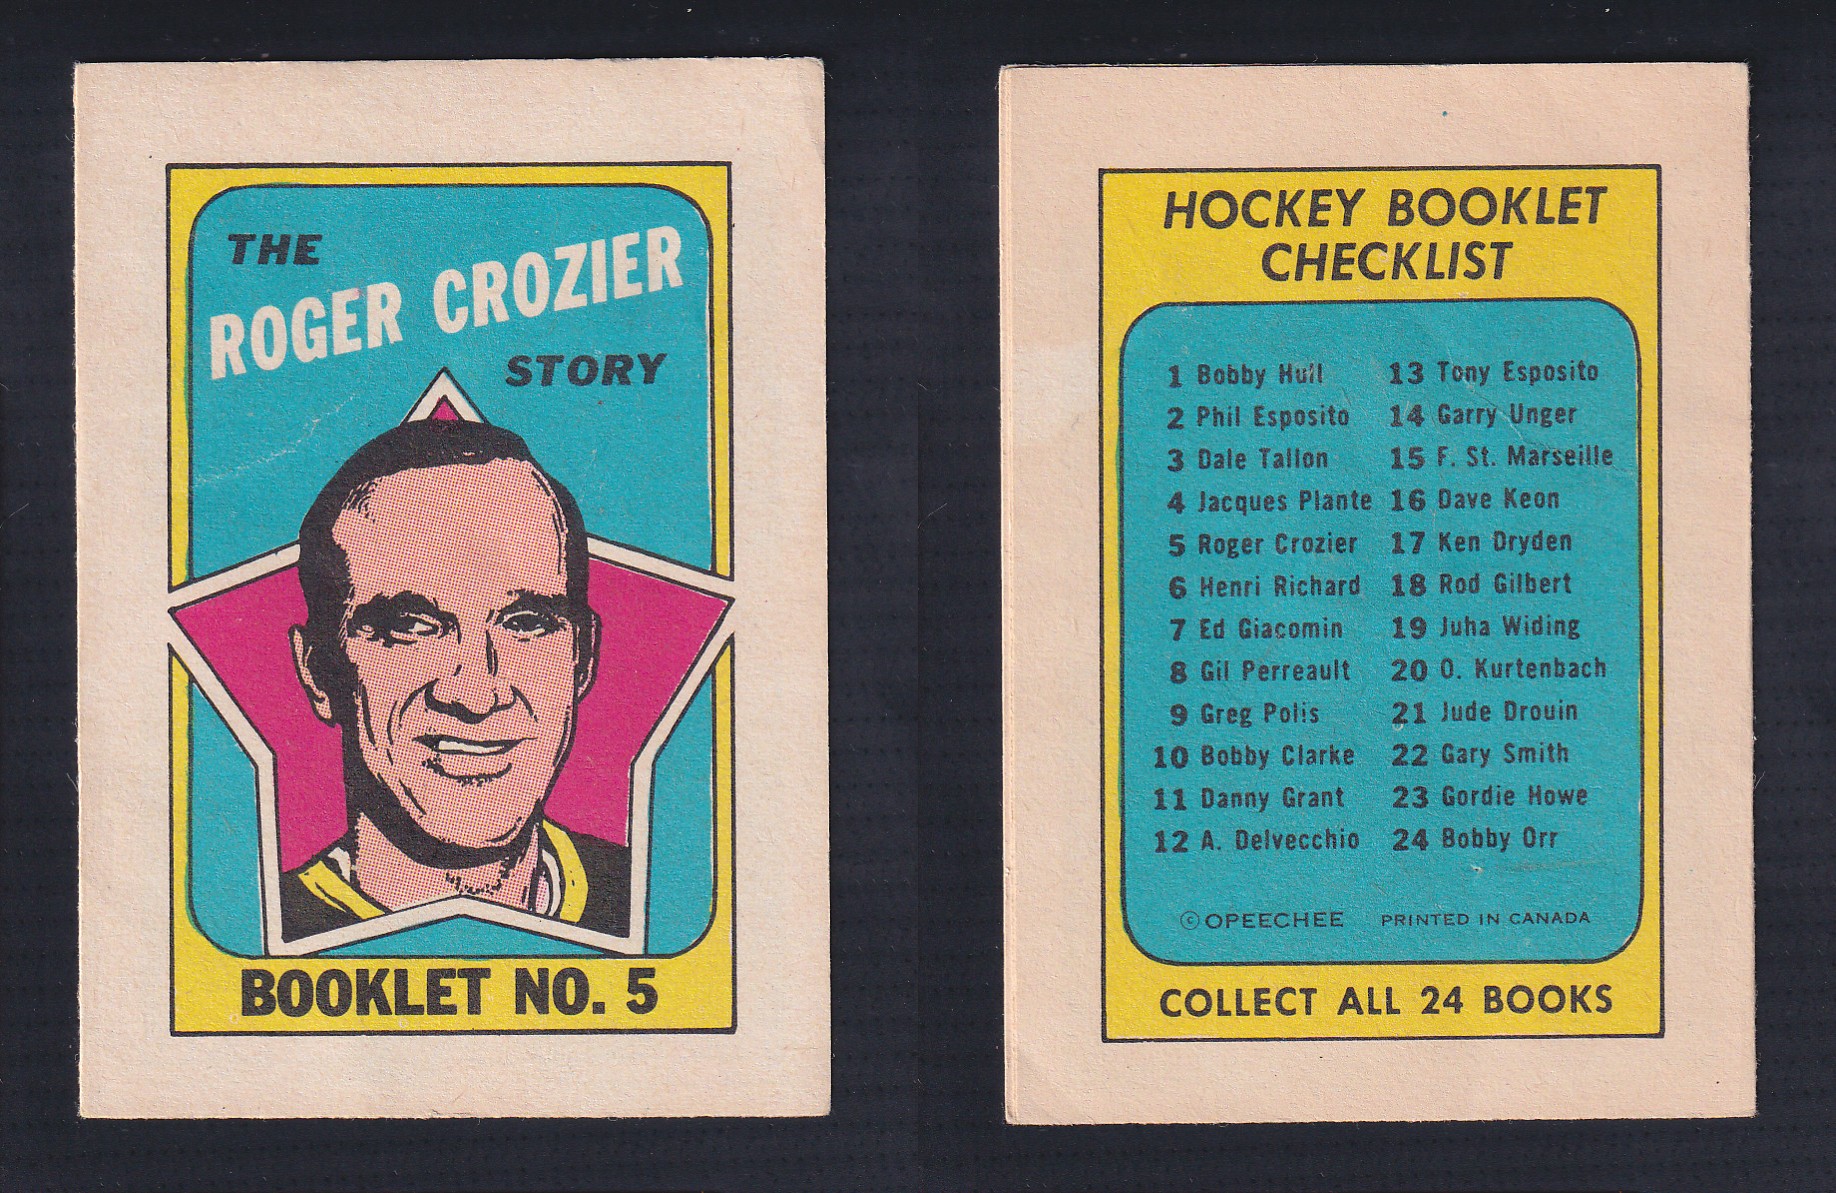 THE
ROGER CROZIER
STORY
BOOKLET NO. 5
HOCKEY BOOKLET
CHECKLIST
1 Bobby Hull 13 Tony Esposito
2 Phil Esposito 14 Garry Unger
3 Dale Tallon 15 F. St. Marseille
4 Jacques Plante 16 Dave Keon
5 Roger Crozier 17 Ken Dryden
6 Henri Richard 18 Rod Gilbert
7 Ed Giacomin 19 Juha Widing
8 Gil Perreault 20 O. Kurtenbach
9 Greg Polis 21 Jude Drouin
10 Bobby Clarke 22 Gary Smith
11 Danny Grant 23 Gordie Howe
12 A. Delvecchio 24 Bobby Orr
© OPEECHEE PRINTED IN CANADA
COLLECT ALL 24 BOOKS